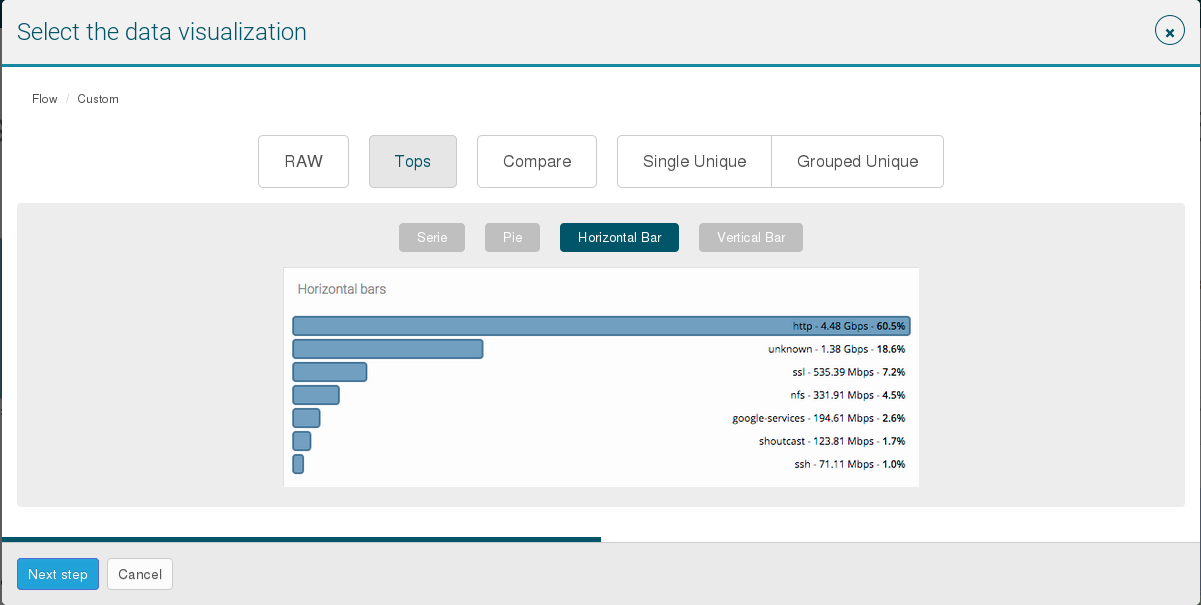 Select the data visualization
Flow / Custom
RAW Tops Compare Single Unique Grouped Unique
Serie Pie Horizontal Bar Vertical Bar
Horizontal bars
http - 4.48 Gbps - 60.5%
unknown - 1.38 Gbps - 18.6%
ssl - 535.39 Mbps - 7.2%
nfs - 331.91 Mbps - 4.5%
google-services - 194.61 Mbps - 2.6%
shoutcast - 123.81 Mbps - 1.7%
ssh - 71.11 Mbps - 1.0%
Next step Cancel